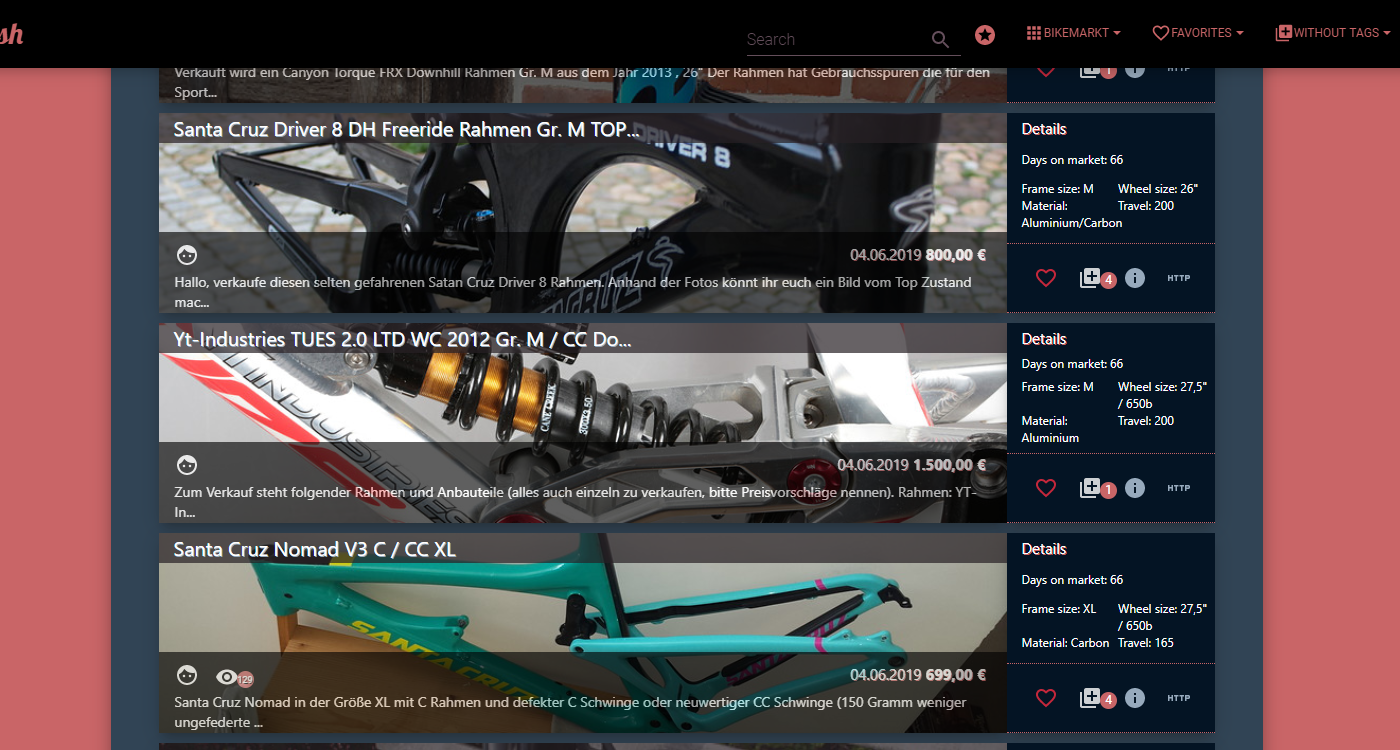 sh
Search
BIKEMARKT
FAVORITES
WITHOUT TAGS
Verkauft wird ein Canyon Torque FRX Downhill Rahmen Gr. M aus dem Jahr 2013 , 26" Der Rahmen hat Gebrauchsspuren die für den
Sport...
1
HTTP
Santa Cruz Driver 8 DH Freeride Rahmen Gr. M TOP...
DRIVER 8
04.06.2019 800,00 €
Hallo, verkaufe diesen selten gefahrenen Satan Cruz Driver 8 Rahmen. Anhand der Fotos könnt ihr euch ein Bild vom Top Zustand
mac...
Details
Days on market: 66
Frame size: M
Wheel size: 26"
Material:
Aluminium/Carbon
Travel: 200
4
HTTP
Yt-Industries TUES 2.0 LTD WC 2012 Gr. M / CC Do...
INDUSTRIES
CANE CREEK
300x3.50
04.06.2019 1.500,00 €
Zum Verkauf steht folgender Rahmen und Anbauteile (alles auch einzeln zu verkaufen, bitte Preisvorschläge nennen). Rahmen: YT-
In...
Details
Days on market: 66
Frame size: M
Wheel size: 27,5"
/ 650b
Material:
Aluminium
Travel: 200
1
HTTP
Santa Cruz Nomad V3 C / CC XL
SANTA CRUZ
129
04.06.2019 699,00 €
Santa Cruz Nomad in der Größe XL mit C Rahmen und defekter C Schwinge oder neuwertiger CC Schwinge (150 Gramm weniger
ungefederte ...
Details
Days on market: 66
Frame size: XL
Wheel size: 27,5"
/ 650b
Material: Carbon
Travel: 165
4
HTTP